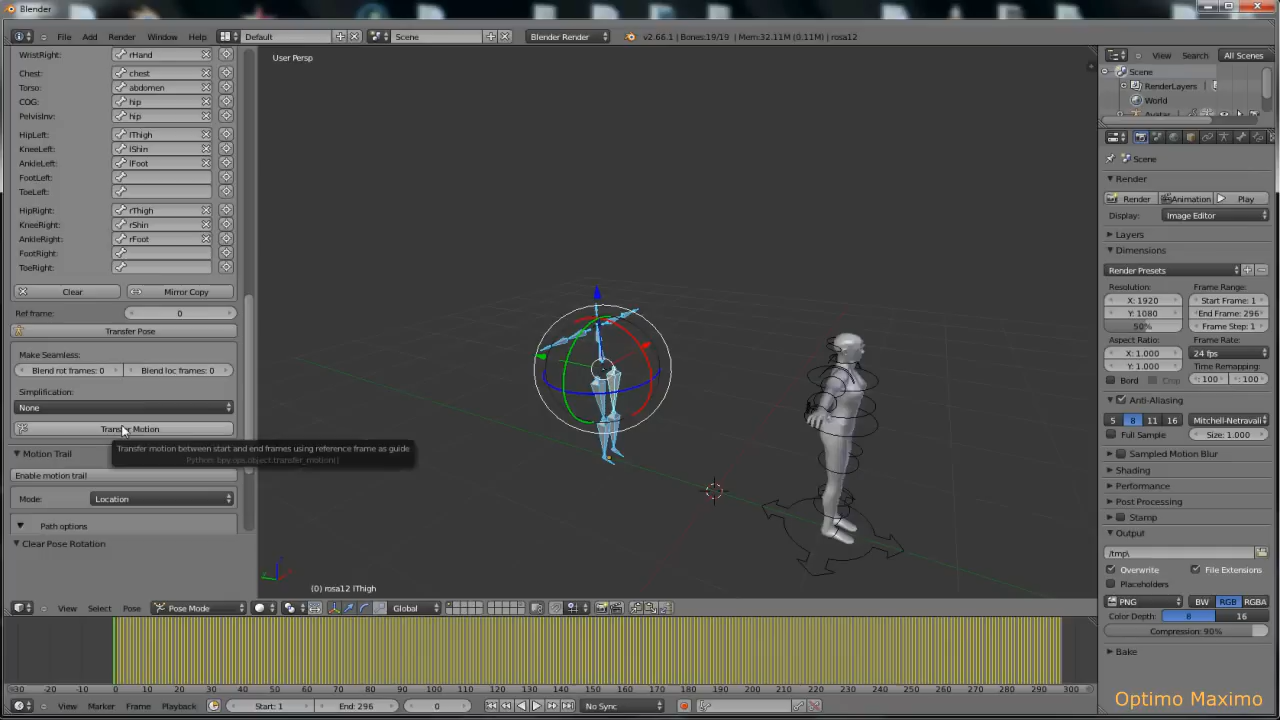 Blender
File Add Render Window Help Default Scene Blender Render v2.66.1 | Bones:19/19 | Mem:32.11M (0.11M) | rosa12
View Search All Scenes
WristRight: rHand
Chest: chest
Torso: abdomen
COG: hip
PelvisInv: hip
HipLeft: lThigh
KneeLeft: lShin
AnkleLeft: lFoot
FootLeft:
ToeLeft:
HipRight: rThigh
KneeRight: rShin
AnkleRight: rFoot
FootRight:
ToeRight:
Clear Mirror Copy
Ref frame: 0
Transfer Pose
Make Seamless:
Blend rot frames: 0 Blend loc frames: 0
Simplification:
None
Transfer Motion
Transfer motion between start and end frames using reference frame as guide
Python: bpy.ops.object.transfer_motion()
Motion Trail
Enable motion trail
Mode: Location
Path options
Clear Pose Rotation
User Persp
(0) rosa12 lThigh
Scene
RenderLayers
World
Avatar
Scene
Render
Render Animation Play
Display: Image Editor
Layers
Dimensions
Render Presets
Resolution: Frame Range:
X: 1920 Start Frame: 1
Y: 1080 End Frame: 296
50% Frame Step: 1
Aspect Ratio: Frame Rate:
X: 1.000 24 fps
Y: 1.000 Time Remapping:
Bord Crop : 100 : 100
Anti-Aliasing
5 8 11 16 Mitchell-Netravali
Full Sample Size: 1.000
Sampled Motion Blur
Shading
Performance
Post Processing
Stamp
Output
/tmp\
Overwrite File Extensions
Placeholders
PNG BW RGB RGBA
Color Depth: 8 16
Compression: 90%
Bake
View Select Pose Pose Mode Global
-30 -20 -10 0 10 20 30 40 50 60 70 80 90 100 110 120 130 140 150 160 170 180 190 200 210 220 230 240 250 260 270 280 290 300
View Marker Frame Playback Start: 1 End: 296 0 No Sync
Optimo Maximo